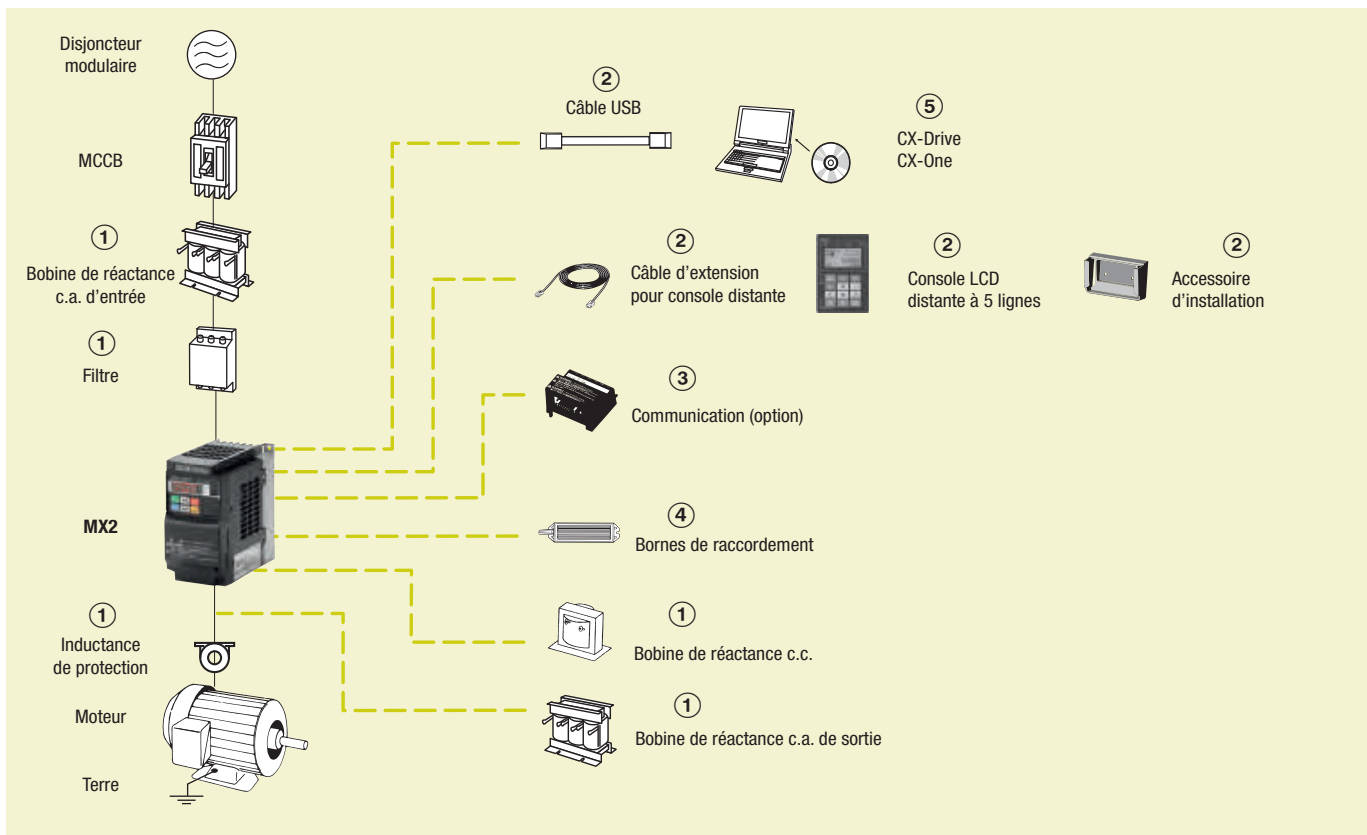 Disjoncteur
modulaire
MCCB
1
Bobine de réactance
c.a. d'entrée
1
Filtre
MX2
1
Inductance
de protection
Moteur
Terre
2
Câble USB
5
CX-Drive
CX-One
2
Câble d'extension
pour console distante
2
Console LCD
distante à 5 lignes
2
Accessoire
d'installation
3
Communication (option)
4
Bornes de raccordement
1
Bobine de réactance c.c.
1
Bobine de réactance c.a. de sortie